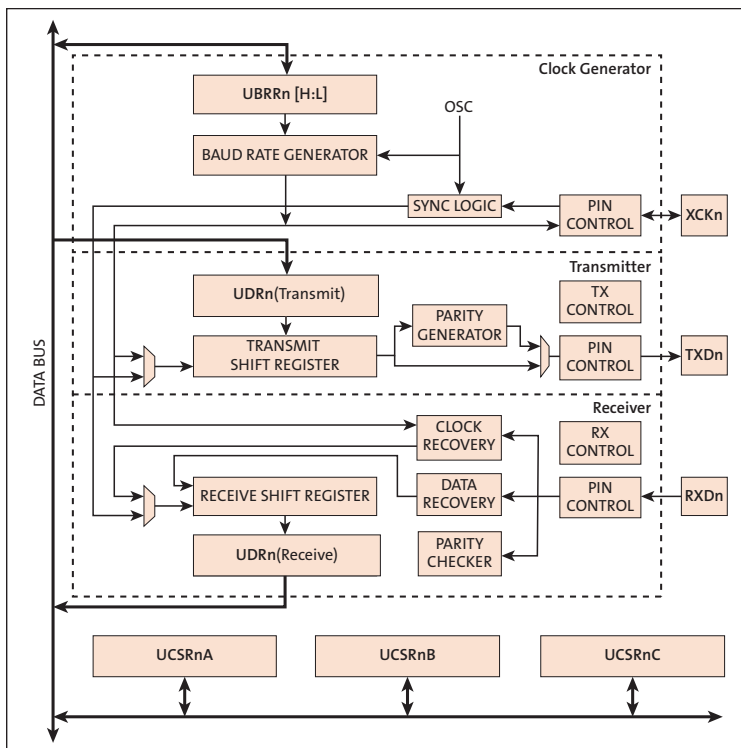 Clock Generator
UBRRn [H:L]
OSC
BAUD RATE GENERATOR
SYNC LOGIC
PIN
CONTROL
XCKn
Transmitter
UDRn(Transmit)
TX
CONTROL
PARITY
GENERATOR
TRANSMIT
SHIFT REGISTER
PIN
CONTROL
TXDn
DATA BUS
Receiver
CLOCK
RECOVERY
RX
CONTROL
RECEIVE SHIFT REGISTER
DATA
RECOVERY
PIN
CONTROL
RXDn
UDRn(Receive)
PARITY
CHECKER
UCSRnA
UCSRnB
UCSRnC